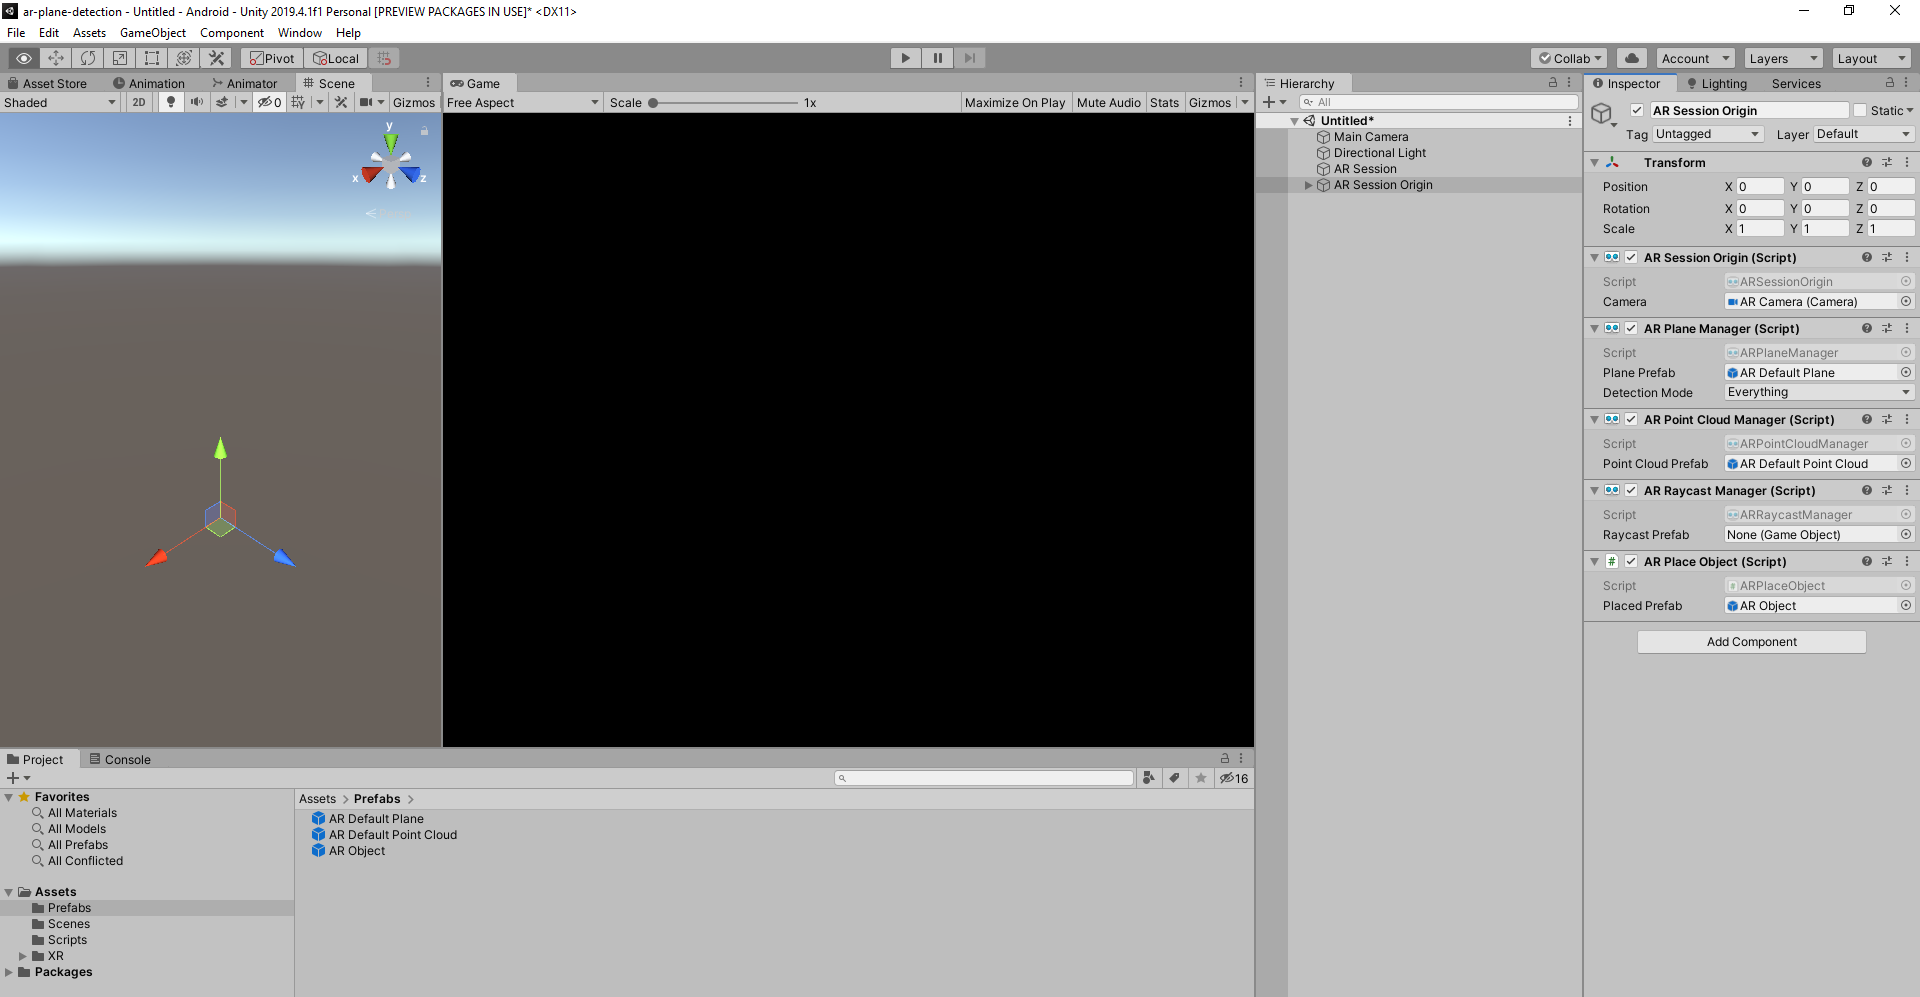 ar-plane-detection - Untitled - Android - Unity 2019.4.1f1 Personal [PREVIEW PACKAGES IN USE]* <DX11>
File Edit Assets GameObject Component Window Help
Pivot Local Collab Account Layers Layout
Asset Store Animation Animator Scene
Shaded 2D 0 Gizmos
y
x z
Game
Free Aspect Scale 1x Maximize On Play Mute Audio Stats Gizmos
Hierarchy
All
Untitled*
Main Camera
Directional Light
AR Session
AR Session Origin
Inspector Lighting Services
AR Session Origin Static
Tag Untagged Layer Default
Transform
Position X 0 Y 0 Z 0
Rotation X 0 Y 0 Z 0
Scale X 1 Y 1 Z 1
AR Session Origin (Script)
Script ARSessionOrigin
Camera AR Camera (Camera)
AR Plane Manager (Script)
Script ARPlaneManager
Plane Prefab AR Default Plane
Detection Mode Everything
AR Point Cloud Manager (Script)
Script ARPointCloudManager
Point Cloud Prefab AR Default Point Cloud
AR Raycast Manager (Script)
Script ARRaycastManager
Raycast Prefab None (Game Object)
# AR Place Object (Script)
Script ARPlaceObject
Placed Prefab AR Object
Add Component
Project Console
16
Favorites
All Materials
All Models
All Prefabs
All Conflicted
Assets
Prefabs
Scenes
Scripts
XR
Packages
Assets > Prefabs >
AR Default Plane
AR Default Point Cloud
AR Object